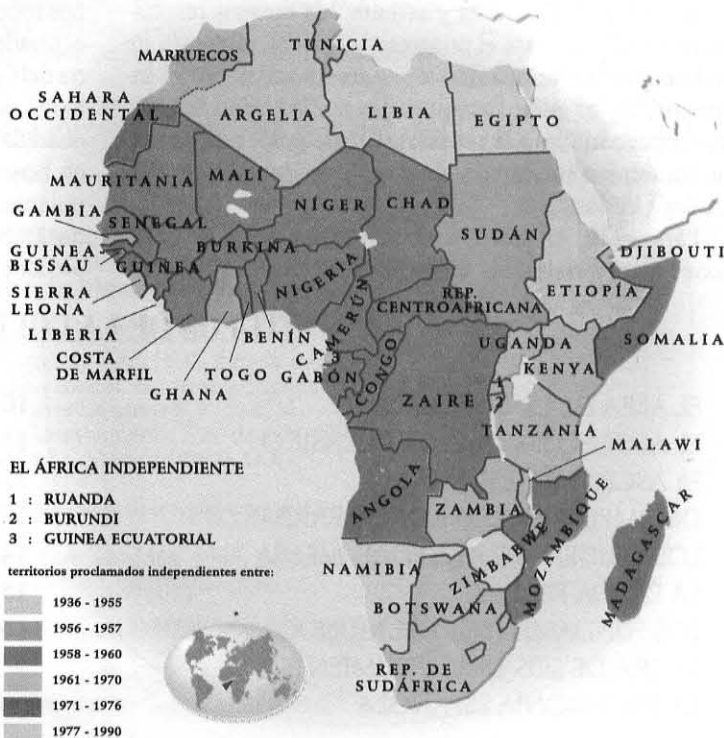 TUNICIA
MARRUECOS
SAHARA
OCCIDENTAL
ARGELIA
LIBIA
EGIPTO
MAURITANIA
MALÍ
NÍGER
CHAD
SUDÁN
GAMBIA
SENEGAL
BURKINA
NIGERIA
DJIBOUTI
GUINEA
BISSAU
GUINEA
REP.
CENTROAFRICANA
ETIOPÍA
SIERRA
LEONA
LIBERIA
BENÍN
CAMERÚN
UGANDA
SOMALIA
COSTA
DE MARFIL
TOGO
GHANA
3
GABÓN
CONGO
KENYA
ZAIRE
1
2
TANZANIA
MALAWI
EL ÁFRICA INDEPENDIENTE
1 : RUANDA
2 : BURUNDI
3 : GUINEA ECUATORIAL
ANGOLA
ZAMBIA
MOZAMBIQUE
MADAGASCAR
NAMIBIA
ZIMBABWE
BOTSWANA
REP. DE
SUDÁFRICA
territorios proclamados independientes entre:
1936 - 1955
1956 - 1957
1958 - 1960
1961 - 1970
1971 - 1976
1977 - 1990